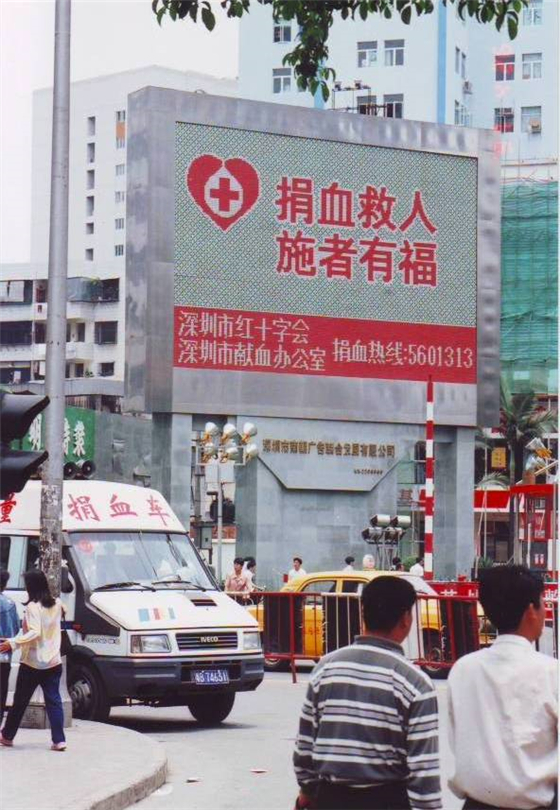 捐血救人
施者有福
深圳市红十字会
深圳市献血办公室
捐血热线:5601313
捐血车
IVECO